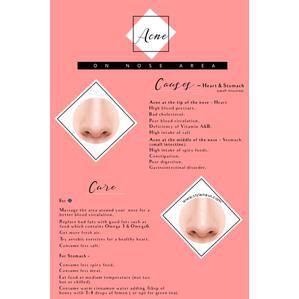 Acne
ON NOSE AREA
Causes - Heart & Stomach
(small intestine)
Acne at the tip of the nose - Heart
High blood pressure.
Bad cholesterol.
Poor blood circulation.
Deficiency of Vitamin A&B.
High intake of salt
Acne at the middle of the nose - Stomach
(small intestine).
High intake of spicy foods.
Constipation.
Poor digestion.
Gastrointestinal disorder.
Cure
For
Massage the area around your nose for a
better blood circulation.
Replace bad fats with good fats such as
food which contains Omega 3 & Omega6.
Get more fresh air.
Try aerobic exercises for a healthy heart.
Consume less salt.
For Stomach -
Consume less spicy food.
Consume less meat.
Eat food at medium temperature (not too
hot or chilled).
Consume warm cinnamon water adding 1tbsp of
honey with 3-4 drops of lemon ( or opt for green tea).